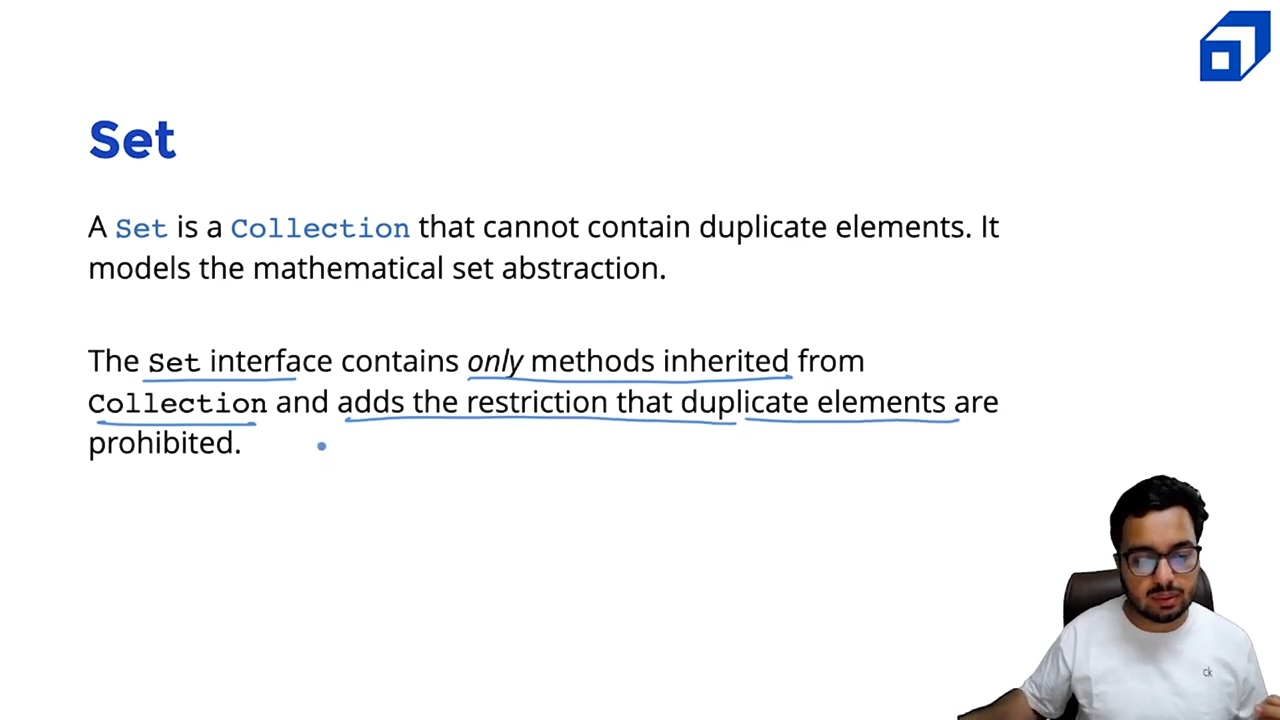 Set
A Set is a Collection that cannot contain duplicate elements. It
models the mathematical set abstraction.
The Set interface contains only methods inherited from
Collection and adds the restriction that duplicate elements are
prohibited.
ck